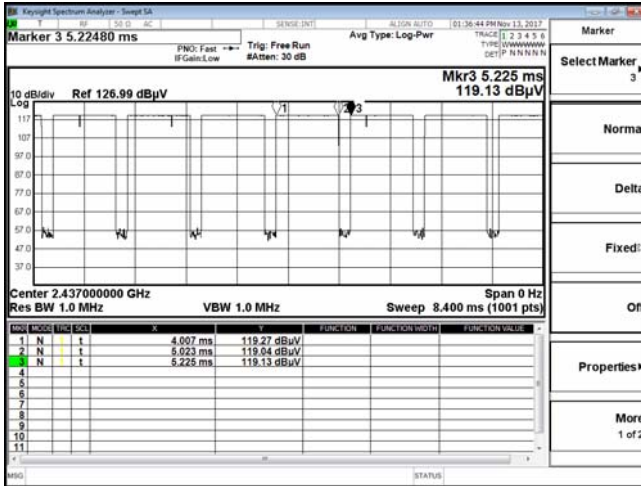 Keysight Spectrum Analyzer - Swept SA
T RF 50 Ω AC SENSE:INT ALIGN AUTO 01:36:44 PM Nov 13, 2017
Marker 3 5.22480 ms
PNO: Fast
IFGain:Low
Trig: Free Run
#Atten: 30 dB
Avg Type: Log-Pwr
TRACE 1 2 3 4 5 6
TYPE WWWWWW
DET P N N N N N
Mkr3 5.225 ms
119.13 dBµV
10 dB/div Ref 126.99 dBµV
Log
117
107
97.0
87.0
77.0
67.0
57.0
47.0
37.0
1 2 3
Center 2.437000000 GHz Span 0 Hz
Res BW 1.0 MHz VBW 1.0 MHz Sweep 8.400 ms (1001 pts)
MKR MODE TRC SCL X Y FUNCTION FUNCTION WIDTH FUNCTION VALUE
1 N 1 t 4.007 ms 119.27 dBµV
2 N 1 t 5.023 ms 119.04 dBµV
3 N 1 t 5.225 ms 119.13 dBµV
4
5
6
7
8
9
10
11
MSG STATUS
Marker
Select Marker
3
Norma
Delta
Fixed
Of
Properties
More
1 of 2